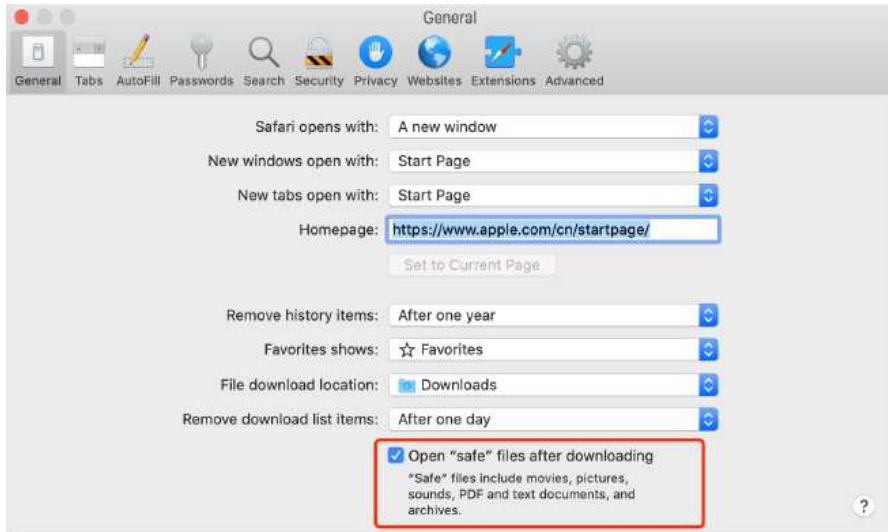 General
General Tabs AutoFill Passwords Search Security Privacy Websites Extensions Advanced
Safari opens with: A new window
New windows open with: Start Page
New tabs open with: Start Page
Homepage: https://www.apple.com/cn/startpage/
Set to Current Page
Remove history items: After one year
Favorites shows: ☆ Favorites
File download location: Downloads
Remove download list items: After one day
Open “safe” files after downloading
“Safe” files include movies, pictures,
sounds, PDF and text documents, and
archives.
?